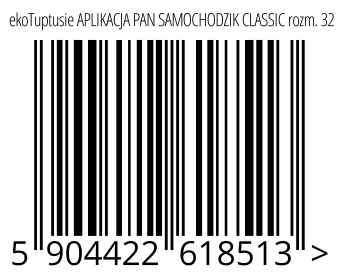 ekoTuptusie APLIKACJA PAN SAMOCHODZIK CLASSIC rozm. 32
5 904422 618513 >